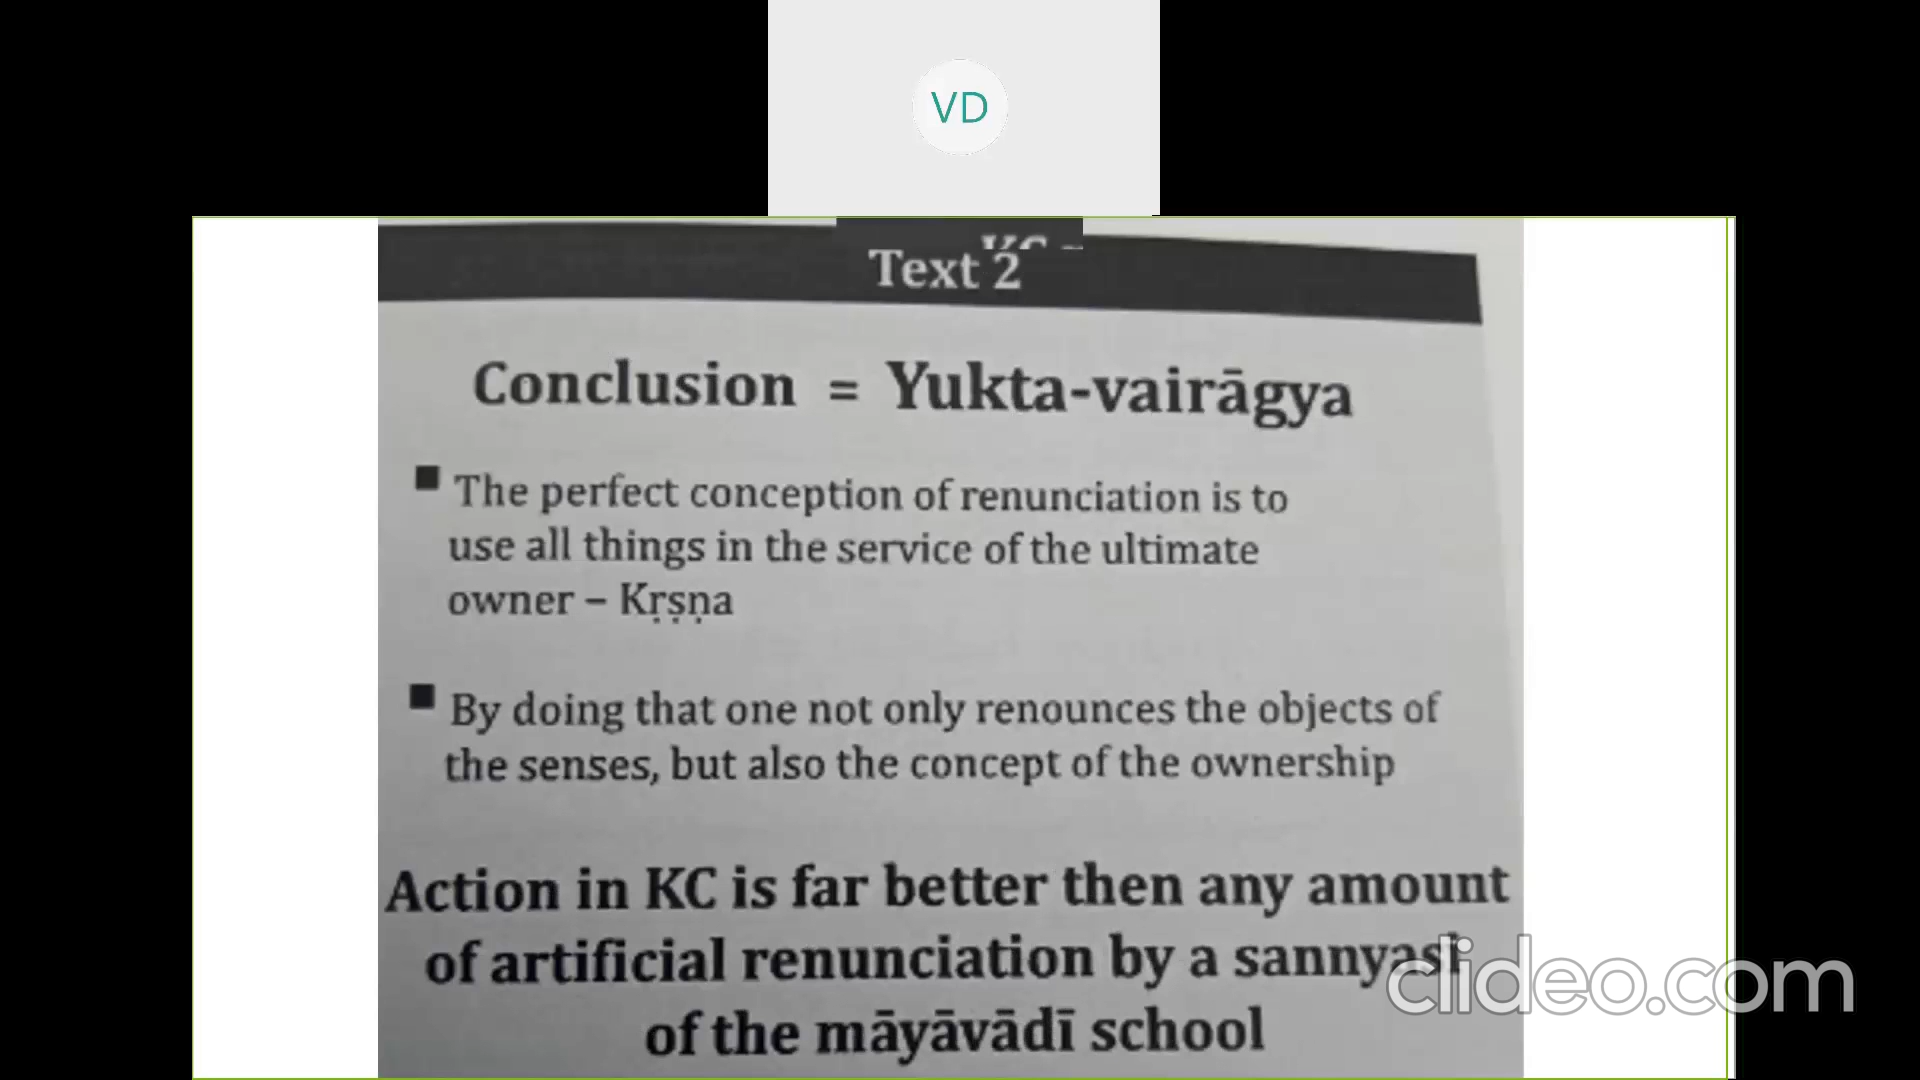 VD
KC
Text 2
Conclusion = Yukta-vairāgya
■ The perfect conception of renunciation is to
use all things in the service of the ultimate
owner – Kṛṣṇa
■ By doing that one not only renounces the objects of
the senses, but also the concept of the ownership
Action in KC is far better then any amount
of artificial renunciation by a sannyasi
of the māyāvādī school
clideo.com